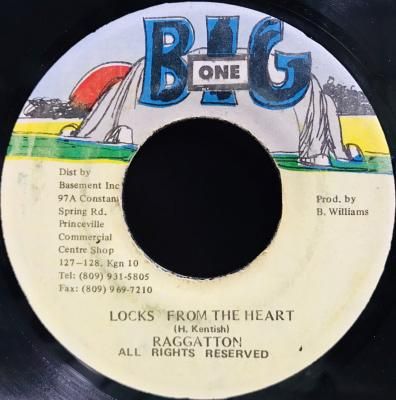 BIG
ONE
Dist by
Basement Inc
97A Constant
Spring Rd.
Princeville
Commercial
Centre Shop
127-128, Kgn 10
Tel: (809) 931-5805
Fax: (809) 969-7210
Prod. by
B. Williams
LOCKS FROM THE HEART
(H. Kentish)
RAGGATTON
ALL RIGHTS RESERVED